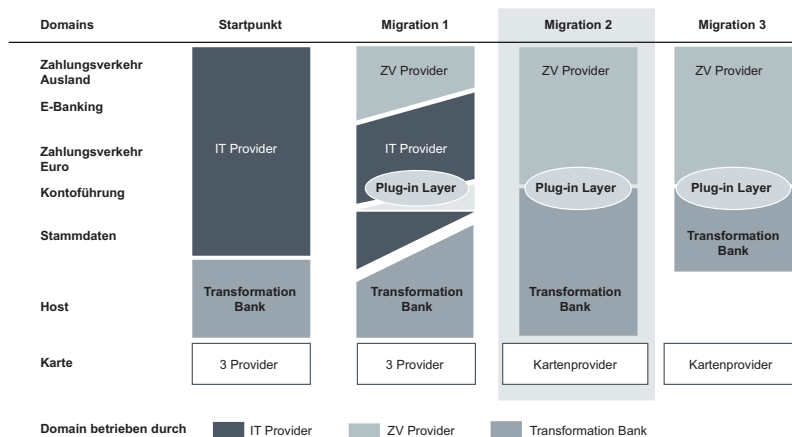 Domains Startpunkt Migration 1 Migration 2 Migration 3
Zahlungsverkehr
Ausland
ZV Provider ZV Provider ZV Provider
E-Banking
Zahlungsverkehr
Euro
IT Provider IT Provider
Kontoführung Plug-in Layer Plug-in Layer Plug-in Layer
Stammdaten
Transformation
Bank
Host
Transformation
Bank
Transformation
Bank
Transformation
Bank
Karte 3 Provider 3 Provider Kartenprovider Kartenprovider
Domain betrieben durch IT Provider ZV Provider Transformation Bank